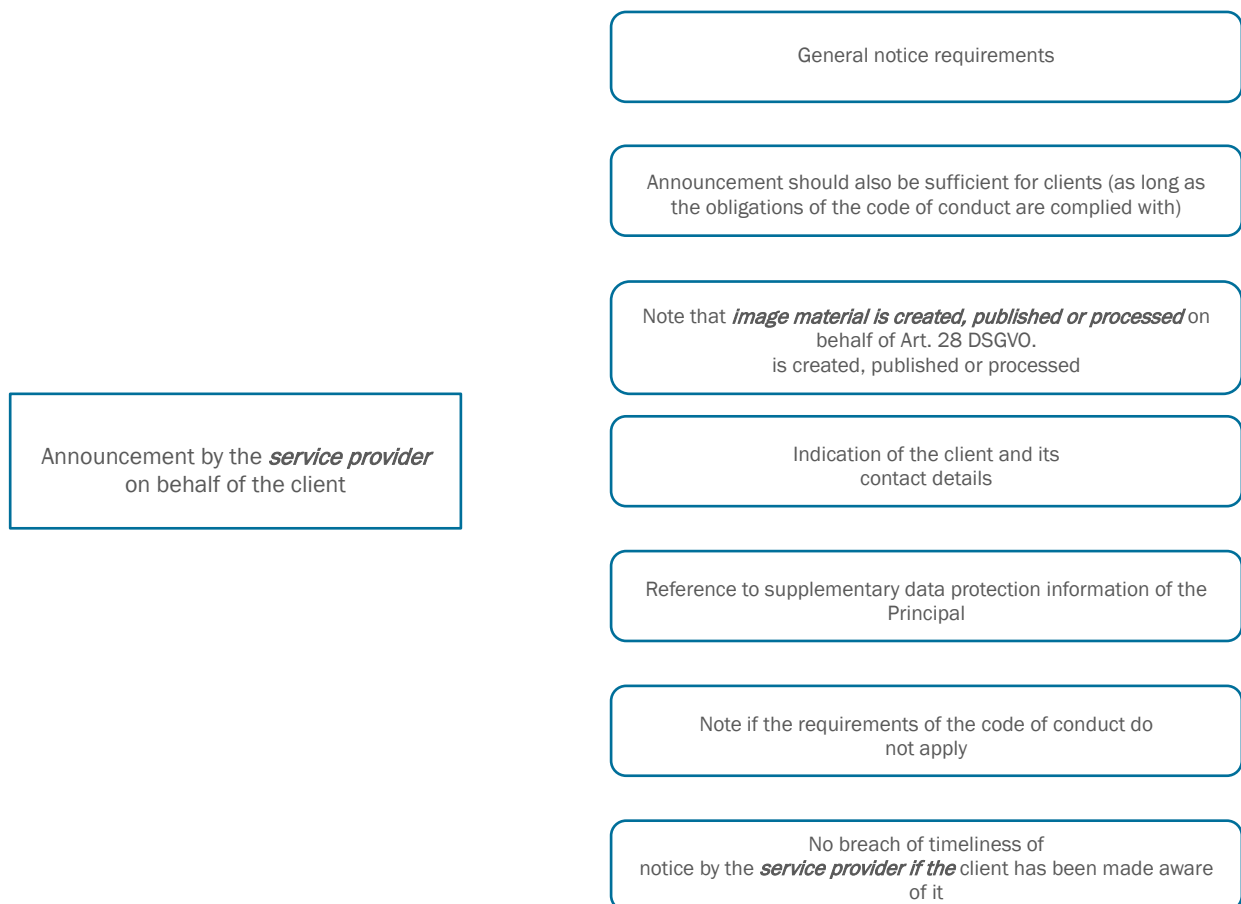 General notice requirements
Announcement should also be sufficient for clients (as long as
the obligations of the code of conduct are complied with)
Note that image material is created, published or processed on
behalf of Art. 28 DSGVO.
is created, published or processed
Announcement by the service provider
on behalf of the client
Indication of the client and its
contact details
Reference to supplementary data protection information of the
Principal
Note if the requirements of the code of conduct do
not apply
No breach of timeliness of
notice by the service provider if the client has been made aware
of it